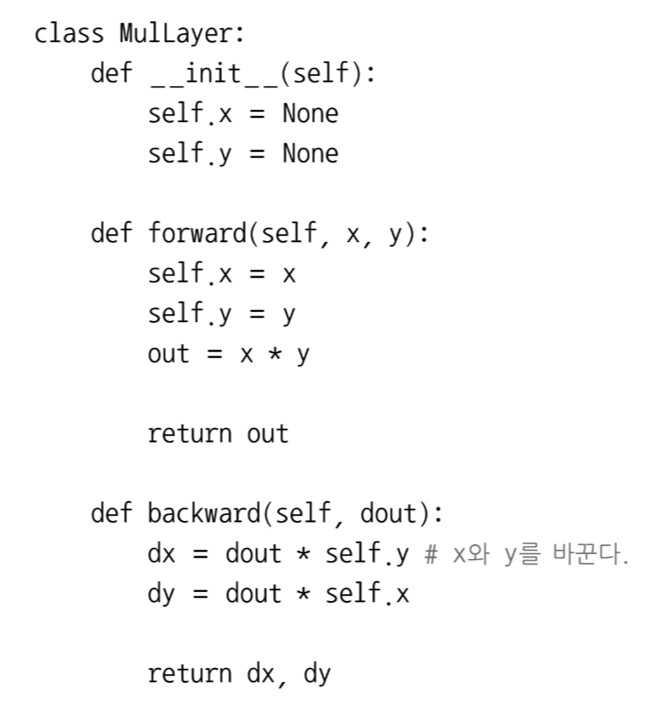 class MulLayer:
    def __init__(self):
        self.x = None
        self.y = None

    def forward(self, x, y):
        self.x = x
        self.y = y
        out = x * y

        return out

    def backward(self, dout):
        dx = dout * self.y # x와 y를 바꾼다.
        dy = dout * self.x

        return dx, dy